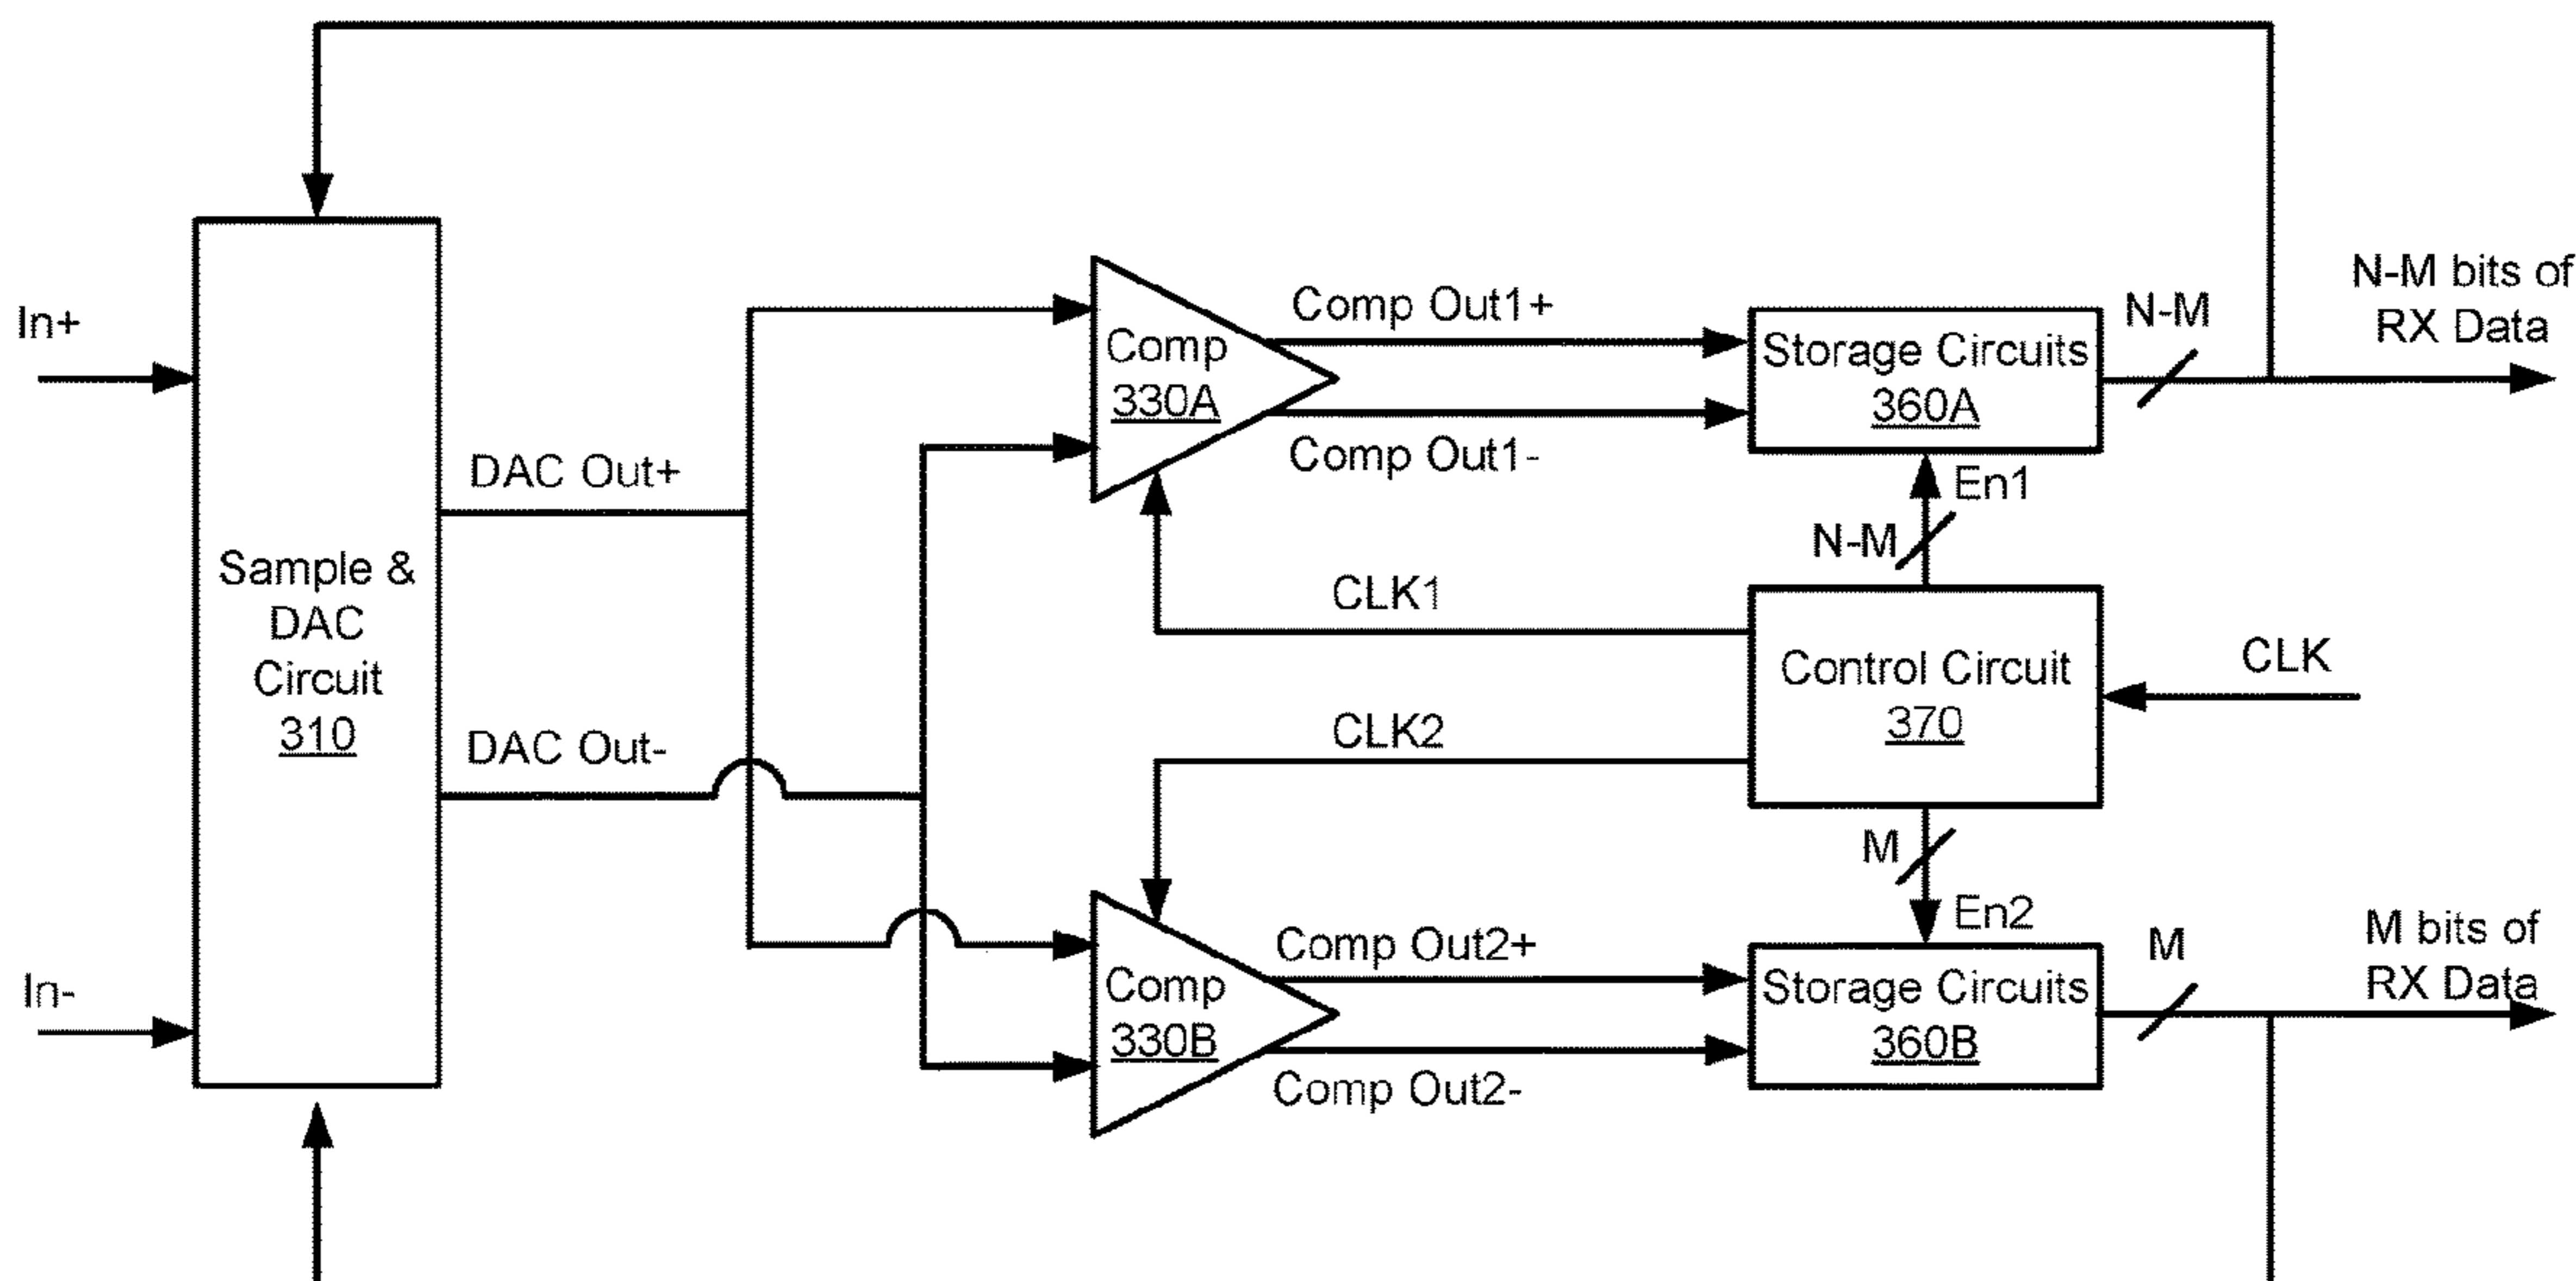 In+
In-
Sample &
DAC
Circuit
310
DAC Out+
DAC Out-
Comp
330A
Comp Out1+
Comp Out1-
Storage Circuits
360A
N-M
N-M bits of
RX Data
En1
N-M
CLK1
CLK2
Control Circuit
370
CLK
M
En2
Comp
330B
Comp Out2+
Comp Out2-
Storage Circuits
360B
M
M bits of
RX Data